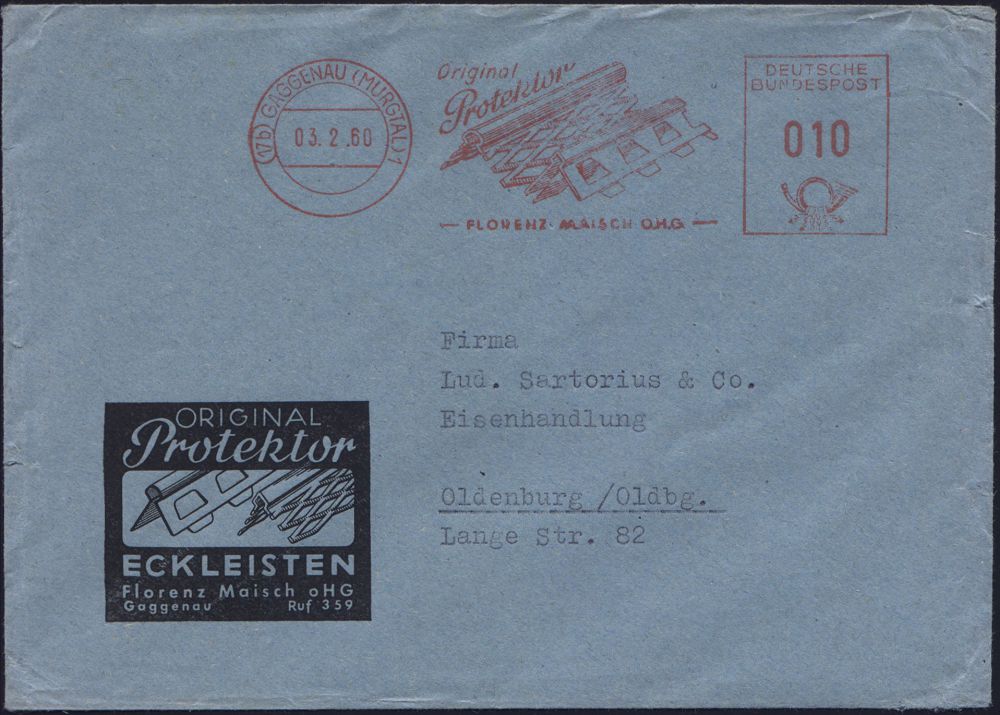 (17b) GAGGENAU (MURGTAL) 1
03.2.60
Original
Protektor
— FLORENZ MAISCH O.H.G. —
DEUTSCHE
BUNDESPOST
010
Firma
Lud. Sartorius & Co.
Eisenhandlung
Oldenburg /Oldbg.
Lange Str. 82
ORIGINAL
Protektor
ECKLEISTEN
Florenz Maisch oHG
Gaggenau Ruf 359